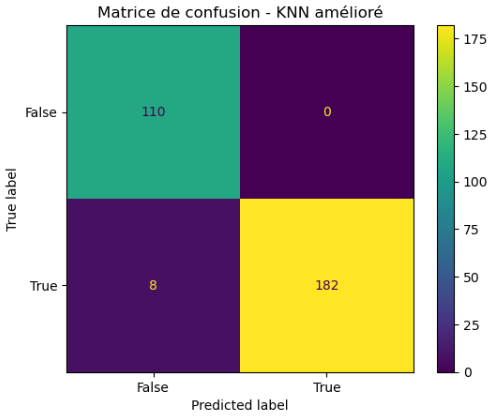 Matrice de confusion - KNN amélioré
True label
False
110
0
True
8
182
False
True
Predicted label
175
150
125
100
75
50
25
0